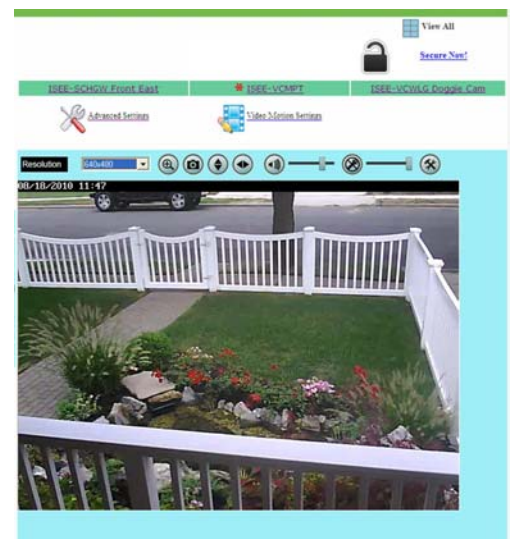 View All
Secure Now!
ISEE-SCHGW Front East
* ISEE-VCMPT
ISEE-VCWLG Doggie Cam
Advanced Settings
Video Motion Settings
Resolution
640x480
08/18/2010 11:47